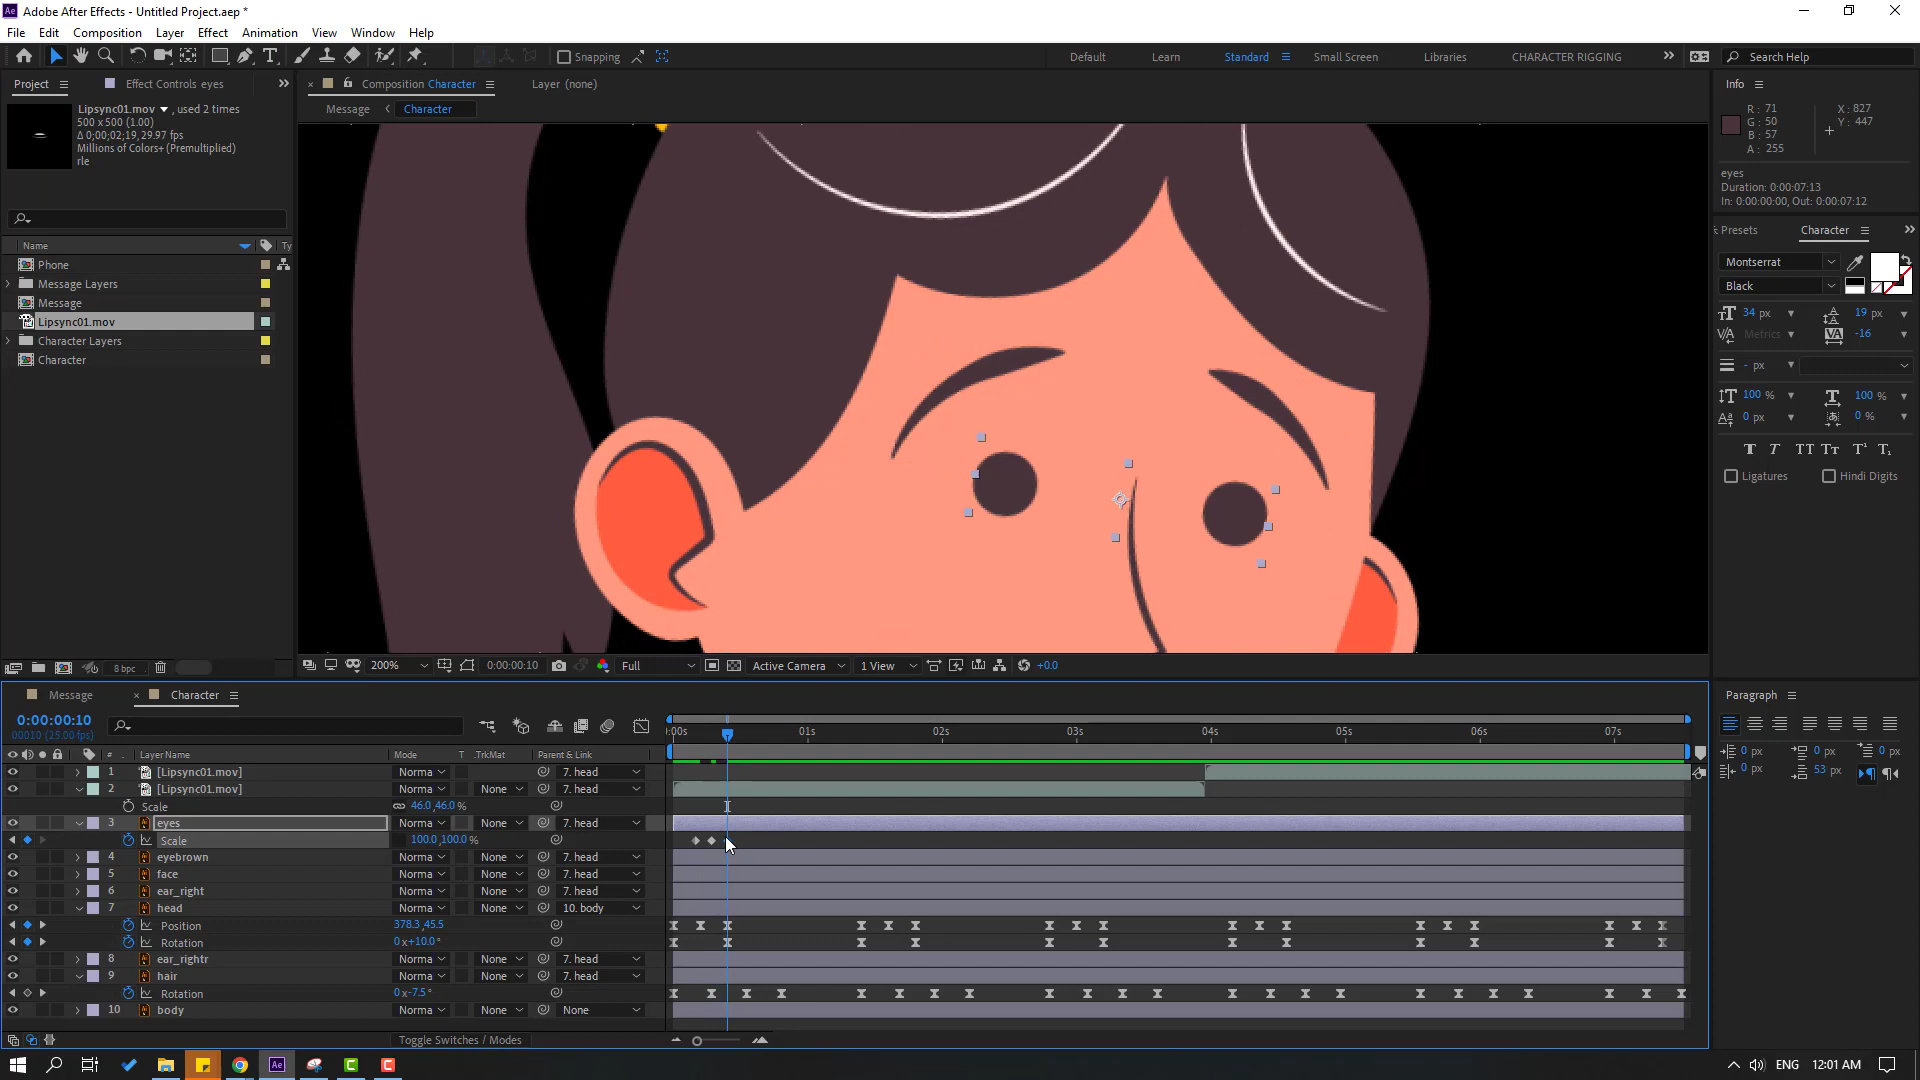 Adobe After Effects - Untitled Project.aep *
File Edit Composition Layer Effect Animation View Window Help
Snapping
Default Learn Standard Small Screen Libraries CHARACTER RIGGING
Search Help
Project Effect Controls eyes
Lipsync01.mov , used 2 times
500 x 500 (1.00)
Δ 0;00;02;19, 29.97 fps
Millions of Colors+ (Premultiplied)
rle
Name Ty
Phone
Message Layers
Message
Lipsync01.mov
Character Layers
Character
8 bpc
Composition Character
Layer (none)
Message Character
200% 0:00:00:10 Full Active Camera 1 View +0.0
Info
R: 71
G: 50
B: 57
A: 255
X: 827
Y: 447
eyes
Duration: 0:00:07:13
In: 0:00:00:00, Out: 0:00:07:12
Presets Character
Montserrat
Black
34 px 19 px
Metrics -16
- px
100 % 100 %
0 px 0 %
Ligatures Hindi Digits
Paragraph
0 px 0 px 0 px
0 px 53 px
Message Character
0:00:00:10
00010 (25.00 fps)
# Layer Name Mode T .TrkMat Parent & Link
:00s 01s 02s 03s 04s 05s 06s 07s
1 [Lipsync01.mov] Norma 7. head
2 [Lipsync01.mov] Norma None 7. head
Scale 46.0,46.0%
3 eyes Norma None 7. head
Scale 100.0,100.0 %
4 eyebrown Norma None 7. head
5 face Norma None 7. head
6 ear_right Norma None 7. head
7 head Norma None 10. body
Position 378.3,45.5
Rotation 0 x+10.0 °
8 ear_rightr Norma None 7. head
9 hair Norma None 7. head
Rotation 0 x-7.5 °
10 body Norma None None
Toggle Switches / Modes
ENG 12:01 AM